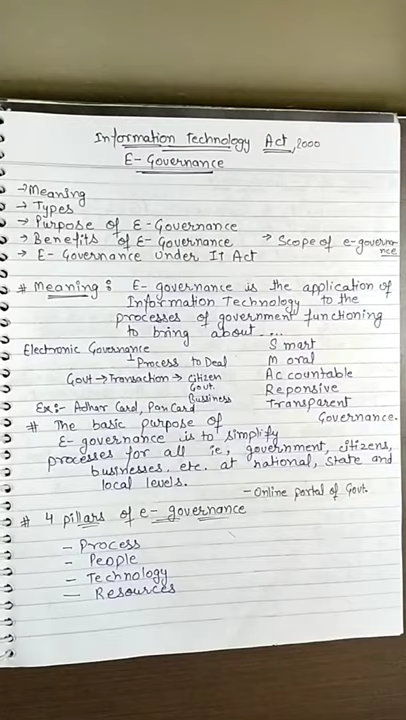 Information Technology Act, 2000
E-Governance
→ Meaning
→ Types
→ Purpose of E-Governance
→ Benefits of E-Governance → Scope of e-governance
→ E-Governance Under IT Act
# Meaning : E-governance is the application of
Information Technology to the
processes of government functioning
to bring about ....
Electronic Governance
Process to Deal
Govt → Transaction → Citizen
Govt.
Bussiness
Ex:- Adhar Card, Pan Card
Smart
Moral
Accountable
Reponsive
Transparent
Governance.
# The basic purpose of
E-governance is to simplify
processes for all ie, government, citizens,
businesses, etc. at national, State and
local levels.
- Online portal of Govt.
# 4 pillars of e-governance
- Process
- People
- Technology
- Resources